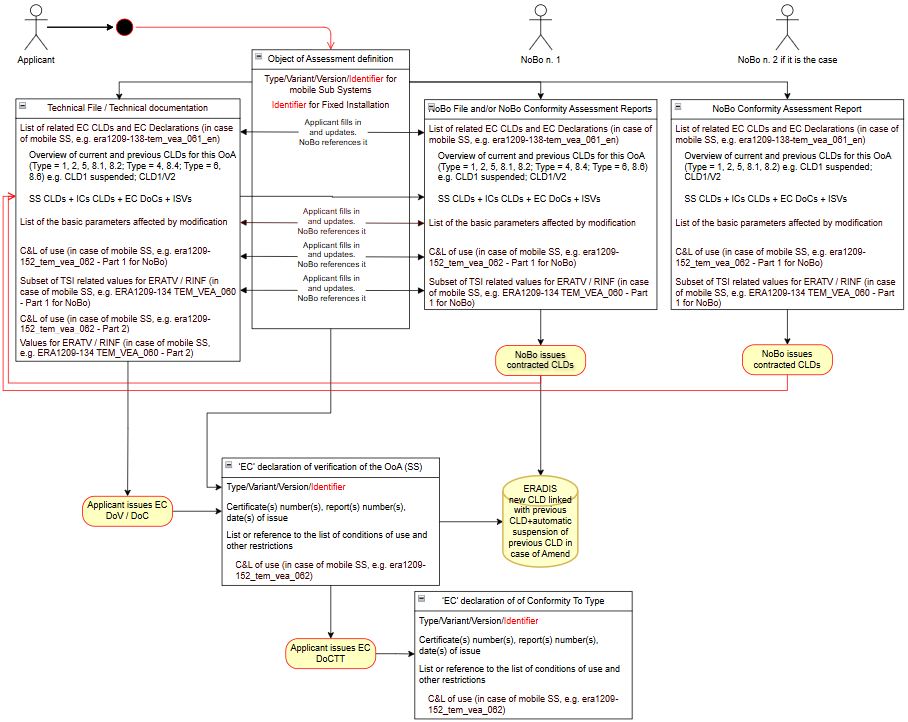 Applicant
NoBo n. 1
NoBo n. 2 if it is the case
Object of Assessment definition
Type/Variant/Version/Identifier for
mobile Sub Systems
Identifier for Fixed Installation
Applicant fills in
and updates.
NoBo references it
Applicant fills in
and updates.
NoBo references it
Applicant fills in
and updates.
NoBo references it
Applicant fills in
and updates.
NoBo references it
Technical File / Technical documentation
List of related EC CLDs and EC Declarations (in case
of mobile SS, e.g. era1209-138-tem_vea_061_en)
Overview of current and previous CLDs for this OoA
(Type = 1, 2, 5, 8.1, 8.2; Type = 4, 8.4; Type = 6,
8.6) e.g. CLD1 suspended; CLD1/V2
SS CLDs + ICs CLDs + EC DoCs + ISVs
List of the basic parameters affected by modification
C&L of use (in case of mobile SS, e.g. era1209-
152_tem_vea_062 - Part 1 for NoBo)
Subset of TSI related values for ERATV / RINF (in
case of mobile SS, e.g. ERA1209-134 TEM_VEA_060
- Part 1 for NoBo)
C&L of use (in case of mobile SS, e.g. era1209-
152_tem_vea_062 - Part 2)
Values for ERATV / RINF (in case of mobile SS,
e.g. ERA1209-134 TEM_VEA_060 - Part 2)
NoBo File and/or NoBo Conformity Assessment Reports
List of related EC CLDs and EC Declarations (in case of
mobile SS, e.g. era1209-138-tem_vea_061_en)
Overview of current and previous CLDs for this OoA
(Type = 1, 2, 5, 8.1, 8.2; Type = 4, 8.4; Type = 6, 8.6)
e.g. CLD1 suspended; CLD1/V2
SS CLDs + ICs CLDs + EC DoCs + ISVs
List of the basic parameters affected by modification
C&L of use (in case of mobile SS, e.g. era1209-
152_tem_vea_062 - Part 1 for NoBo)
Subset of TSI related values for ERATV / RINF (in case
of mobile SS, e.g. ERA1209-134 TEM_VEA_060 - Part
1 for NoBo)
NoBo Conformity Assessment Report
List of related EC CLDs and EC Declarations (in case of
mobile SS, e.g. era1209-138-tem_vea_061_en)
Overview of current and previous CLDs for this OoA
(Type = 1, 2, 5, 8.1, 8.2) e.g. CLD1 suspended;
CLD1/V2
SS CLDs + ICs CLDs + EC DoCs + ISVs
List of the basic parameters affected by modification
C&L of use (in case of mobile SS, e.g. era1209-
152_tem_vea_062 - Part 1 for NoBo)
Subset of TSI related values for ERATV / RINF (in case
of mobile SS, e.g. ERA1209-134 TEM_VEA_060 - Part
1 for NoBo)
NoBo issues
contracted CLDs
NoBo issues
contracted CLDs
Applicant issues EC
DoV / DoC
'EC' declaration of verification of the OoA (SS)
Type/Variant/Version/Identifier
Certificate(s) number(s), report(s) number(s),
date(s) of issue
List or reference to the list of conditions of use and
other restrictions
C&L of use (in case of mobile SS, e.g. era1209-
152_tem_vea_062)
ERADIS
new CLD linked
with previous
CLD+automatic
suspension of
previous CLD in
case of Amend
Applicant issues EC
DoCTT
'EC' declaration of of Conformity To Type
Type/Variant/Version/Identifier
Certificate(s) number(s), report(s) number(s),
date(s) of issue
List or reference to the list of conditions of use and
other restrictions
C&L of use (in case of mobile SS, e.g. era1209-
152_tem_vea_062)